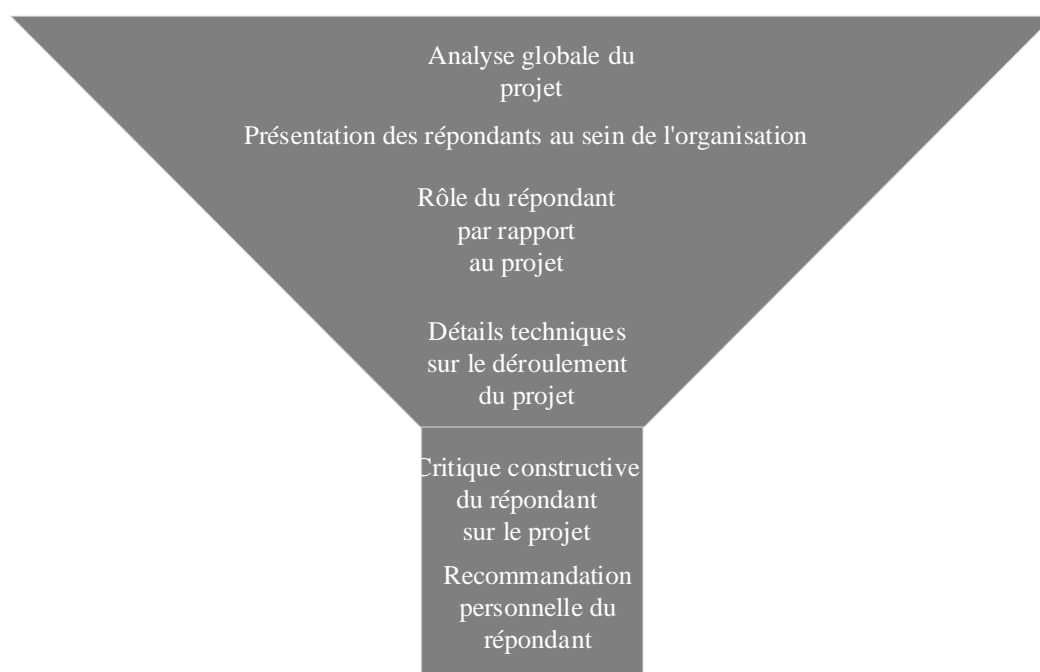 Analyse globale du
projet
Présentation des répondants au sein de l'organisation
Rôle du répondant
par rapport
au projet
Détails techniques
sur le déroulement
du projet
Critique constructive
du répondant
sur le projet
Recommandation
personnelle du
répondant